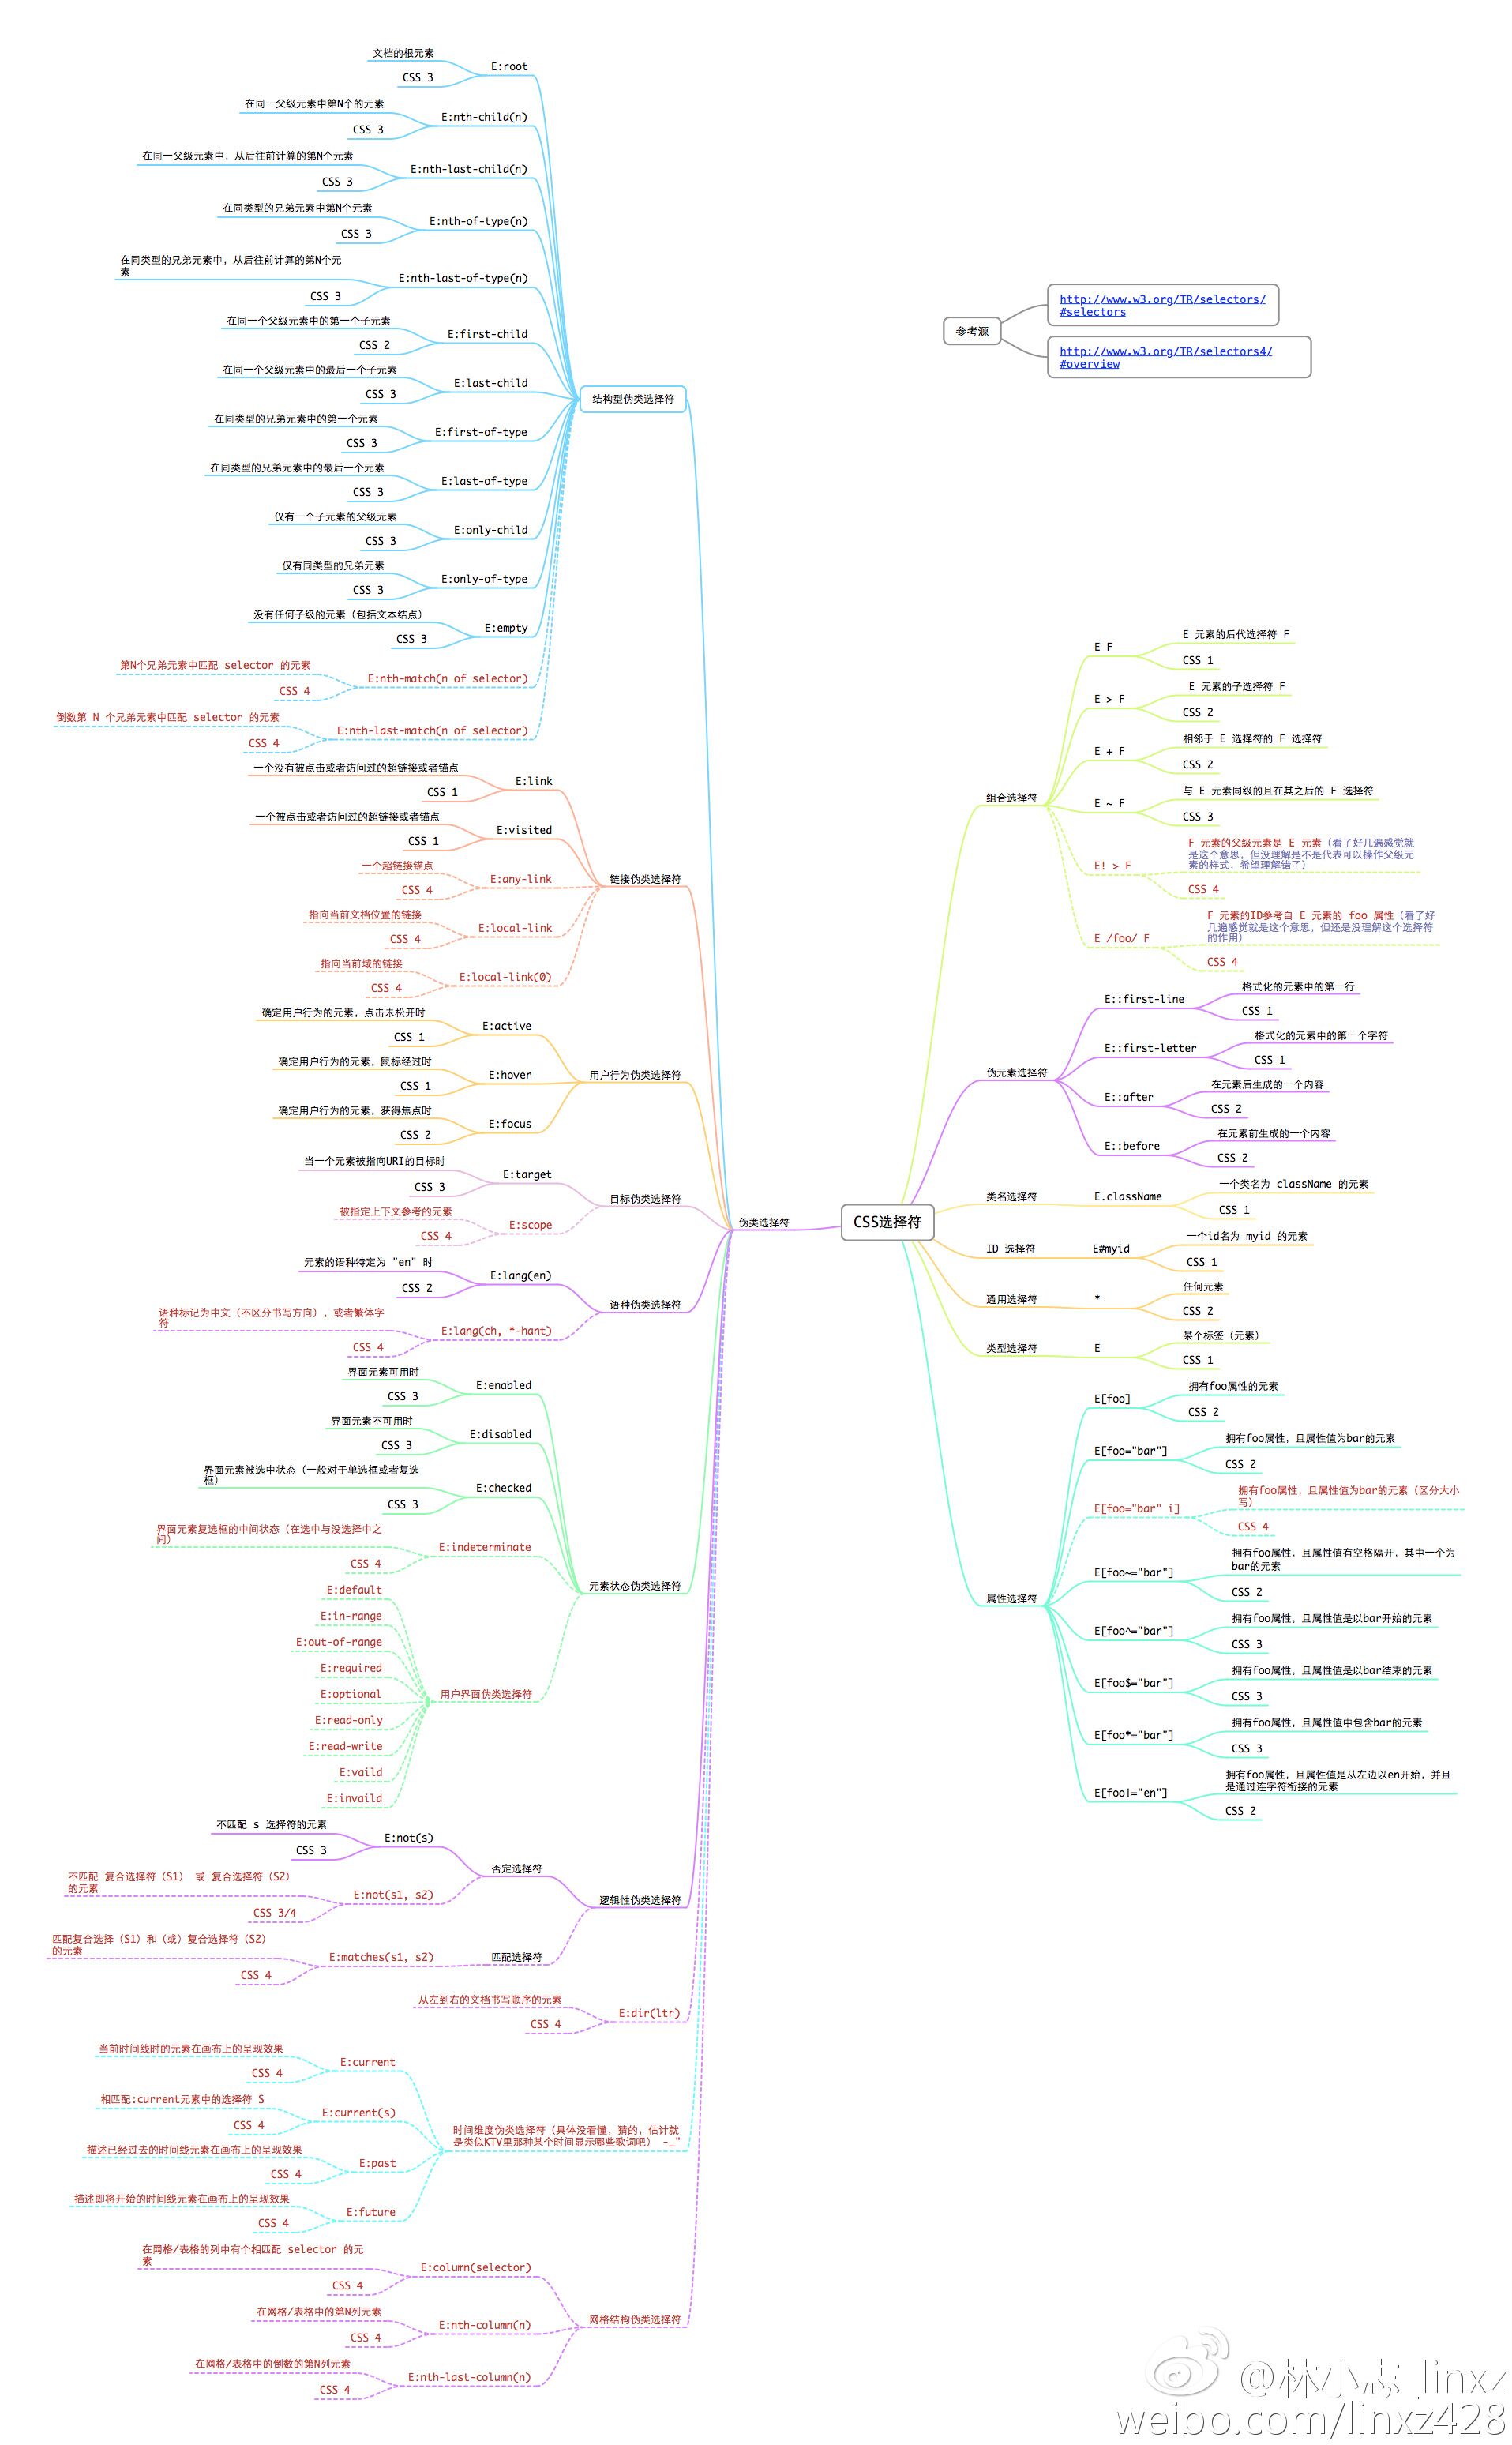 CSS选择符
参考源
http://www.w3.org/TR/selectors/
#selectors
http://www.w3.org/TR/selectors4/
#overview
组合选择符
E F
E 元素的后代选择符 F
CSS 1
E > F
E 元素的子选择符 F
CSS 2
E + F
相邻于 E 选择符的 F 选择符
CSS 2
E ~ F
与 E 元素同级的且在其之后的 F 选择符
CSS 3
E! > F
F 元素的父级元素是 E 元素（看了好几遍感觉就
是这个意思，但没理解是不是代表可以操作父级元
素的样式，希望理解错了）
CSS 4
E /foo/ F
F 元素的ID参考自 E 元素的 foo 属性（看了好
几遍感觉就是这个意思，但还是没理解这个选择符
的作用）
CSS 4
伪元素选择符
E::first-line
格式化的元素中的第一行
CSS 1
E::first-letter
格式化的元素中的第一个字符
CSS 1
E::after
在元素后生成的一个内容
CSS 2
E::before
在元素前生成的一个内容
CSS 2
类名选择符
E.className
一个类名为 className 的元素
CSS 1
ID 选择符
E#myid
一个id名为 myid 的元素
CSS 1
通用选择符
*
任何元素
CSS 2
类型选择符
E
某个标签（元素）
CSS 1
属性选择符
E[foo]
拥有foo属性的元素
CSS 2
E[foo="bar"]
拥有foo属性，且属性值为bar的元素
CSS 2
E[foo="bar" i]
拥有foo属性，且属性值为bar的元素（区分大小
写）
CSS 4
E[foo~="bar"]
拥有foo属性，且属性值有空格隔开，其中一个为
bar的元素
CSS 2
E[foo^="bar"]
拥有foo属性，且属性值是以bar开始的元素
CSS 3
E[foo$="bar"]
拥有foo属性，且属性值是以bar结束的元素
CSS 3
E[foo*="bar"]
拥有foo属性，且属性值中包含bar的元素
CSS 3
E[foo|="en"]
拥有foo属性，且属性值是从左边以en开始，并且
是通过连字符衔接的元素
CSS 2
伪类选择符
结构型伪类选择符
E:root
文档的根元素
CSS 3
E:nth-child(n)
在同一父级元素中第N个的元素
CSS 3
E:nth-last-child(n)
在同一父级元素中，从后往前计算的第N个元素
CSS 3
E:nth-of-type(n)
在同类型的兄弟元素中第N个元素
CSS 3
E:nth-last-of-type(n)
在同类型的兄弟元素中，从后往前计算的第N个元
素
CSS 3
E:first-child
在同一个父级元素中的第一个子元素
CSS 2
E:last-child
在同一个父级元素中的最后一个子元素
CSS 3
E:first-of-type
在同类型的兄弟元素中的第一个元素
CSS 3
E:last-of-type
在同类型的兄弟元素中的最后一个元素
CSS 3
E:only-child
仅有一个子元素的父级元素
CSS 3
E:only-of-type
仅有同类型的兄弟元素
CSS 3
E:empty
没有任何子级的元素（包括文本结点）
CSS 3
E:nth-match(n of selector)
第N个兄弟元素中匹配 selector 的元素
CSS 4
E:nth-last-match(n of selector)
倒数第 N 个兄弟元素中匹配 selector 的元素
CSS 4
链接伪类选择符
E:link
一个没有被点击或者访问过的超链接或者锚点
CSS 1
E:visited
一个被点击或者访问过的超链接或者锚点
CSS 1
E:any-link
一个超链接锚点
CSS 4
E:local-link
指向当前文档位置的链接
CSS 4
E:local-link(0)
指向当前域的链接
CSS 4
用户行为伪类选择符
E:active
确定用户行为的元素，点击未松开时
CSS 1
E:hover
确定用户行为的元素，鼠标经过时
CSS 1
E:focus
确定用户行为的元素，获得焦点时
CSS 2
目标伪类选择符
E:target
当一个元素被指向URI的目标时
CSS 3
E:scope
被指定上下文参考的元素
CSS 4
语种伪类选择符
E:lang(en)
元素的语种特定为 "en" 时
CSS 2
E:lang(ch, *-hant)
语种标记为中文（不区分书写方向），或者繁体字
符
CSS 4
元素状态伪类选择符
E:enabled
界面元素可用时
CSS 3
E:disabled
界面元素不可用时
CSS 3
E:checked
界面元素被选中状态（一般对于单选框或者复选
框）
CSS 3
E:indeterminate
界面元素复选框的中间状态（在选中与没选择中之
间）
CSS 4
用户界面伪类选择符
E:default
E:in-range
E:out-of-range
E:required
E:optional
E:read-only
E:read-write
E:vaild
E:invaild
逻辑性伪类选择符
否定选择符
E:not(s)
不匹配 s 选择符的元素
CSS 3
E:not(s1, s2)
不匹配 复合选择符（S1） 或 复合选择符（S2）
的元素
CSS 3/4
匹配选择符
E:matches(s1, s2)
匹配复合选择（S1）和（或）复合选择符（S2）
的元素
CSS 4
E:dir(ltr)
从左到右的文档书写顺序的元素
CSS 4
时间维度伪类选择符（具体没看懂，猜的，估计就
是类似KTV里那种某个时间显示哪些歌词吧） -_"
E:current
当前时间线时的元素在画布上的呈现效果
CSS 4
E:current(s)
相匹配:current元素中的选择符 S
CSS 4
E:past
描述已经过去的时间线元素在画布上的呈现效果
CSS 4
E:future
描述即将开始的时间线元素在画布上的呈现效果
CSS 4
网格结构伪类选择符
E:column(selector)
在网格/表格的列中有个相匹配 selector 的元
素
CSS 4
E:nth-column(n)
在网格/表格中的第N列元素
CSS 4
E:nth-last-column(n)
在网格/表格中的倒数的第N列元素
CSS 4
@林小志_linxz
weibo.com/linxz428